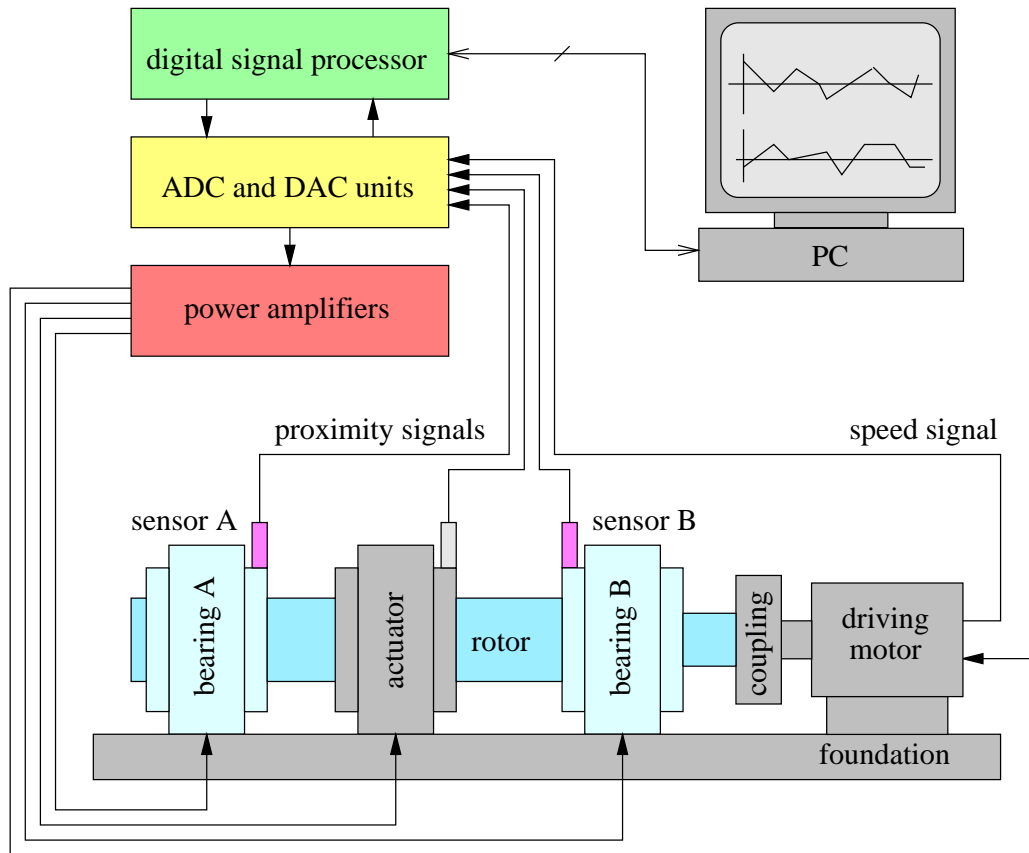 digital signal processor
ADC and DAC units
PC
power amplifiers
proximity signals
speed signal
sensor A
sensor B
bearing A
actuator
rotor
bearing B
coupling
driving
motor
foundation